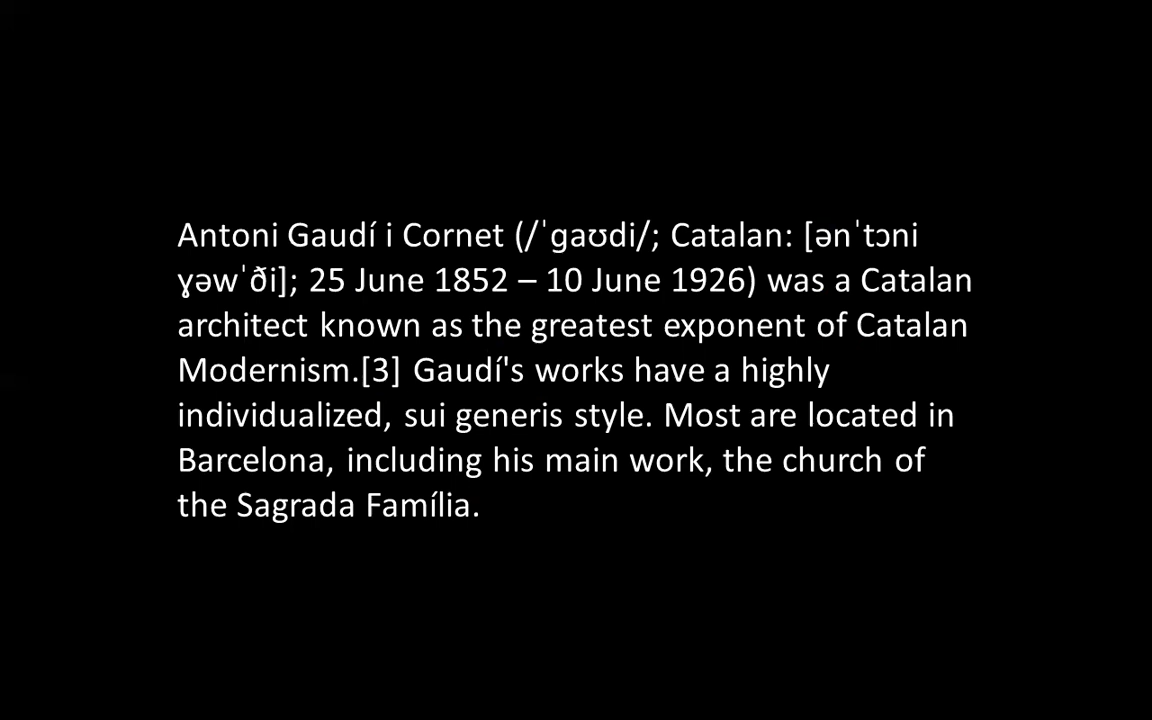 Antoni Gaudí i Cornet (/ˈɡaʊdi/; Catalan: [ənˈtɔni
ɣəwˈði]; 25 June 1852 – 10 June 1926) was a Catalan
architect known as the greatest exponent of Catalan
Modernism.[3] Gaudí's works have a highly
individualized, sui generis style. Most are located in
Barcelona, including his main work, the church of
the Sagrada Família.